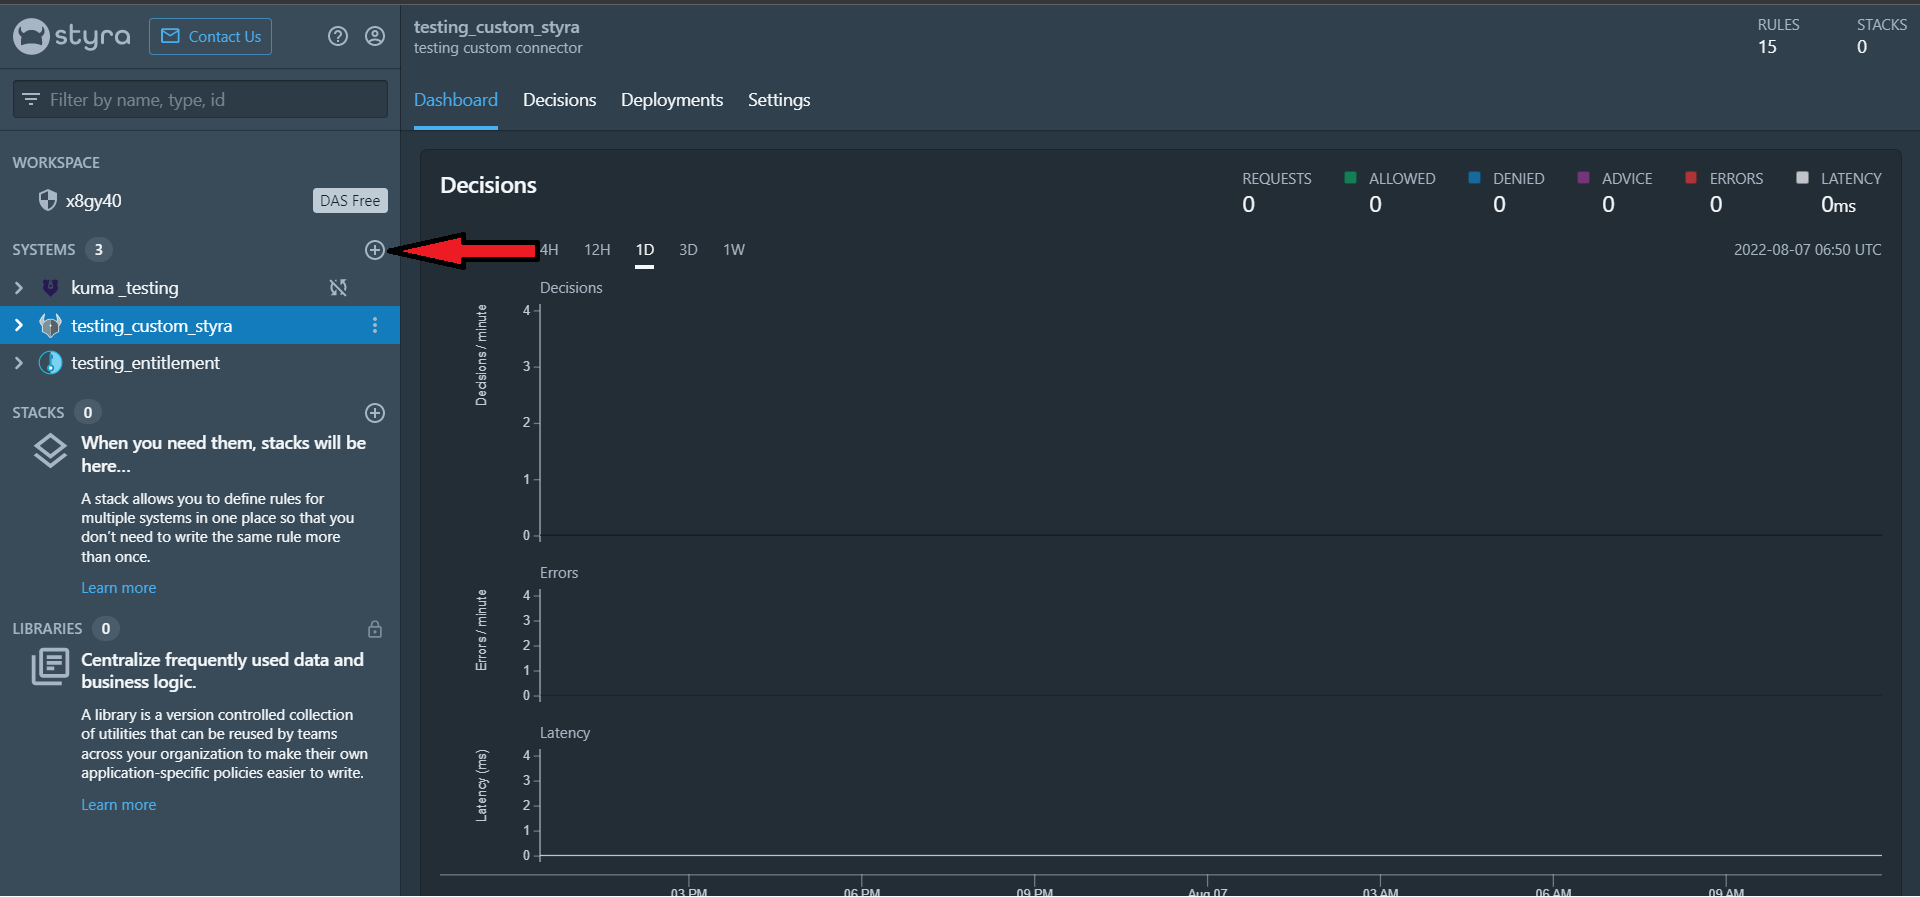 styra
Contact Us
Filter by name, type, id
WORKSPACE
x8gy40
DAS Free
SYSTEMS 3
kuma _testing
testing_custom_styra
testing_entitlement
STACKS 0
When you need them, stacks will be
here...
A stack allows you to define rules for
multiple systems in one place so that you
don't need to write the same rule more
than once.
Learn more
LIBRARIES 0
Centralize frequently used data and
business logic.
A library is a version controlled collection
of utilities that can be reused by teams
across your organization to make their own
application-specific policies easier to write.
Learn more
testing_custom_styra
testing custom connector
RULES
15
STACKS
0
Dashboard Decisions Deployments Settings
Decisions
REQUESTS ALLOWED DENIED ADVICE ERRORS LATENCY
0 0 0 0 0 0ms
4H 12H 1D 3D 1W
2022-08-07 06:50 UTC
Decisions
Decisions / minute
4
3
2
1
0
Errors
Errors / minute
4
3
2
1
0
Latency
Latency (ms)
4
3
2
1
0
03 PM 06 PM 09 PM Aug 07 03 AM 06 AM 09 AM